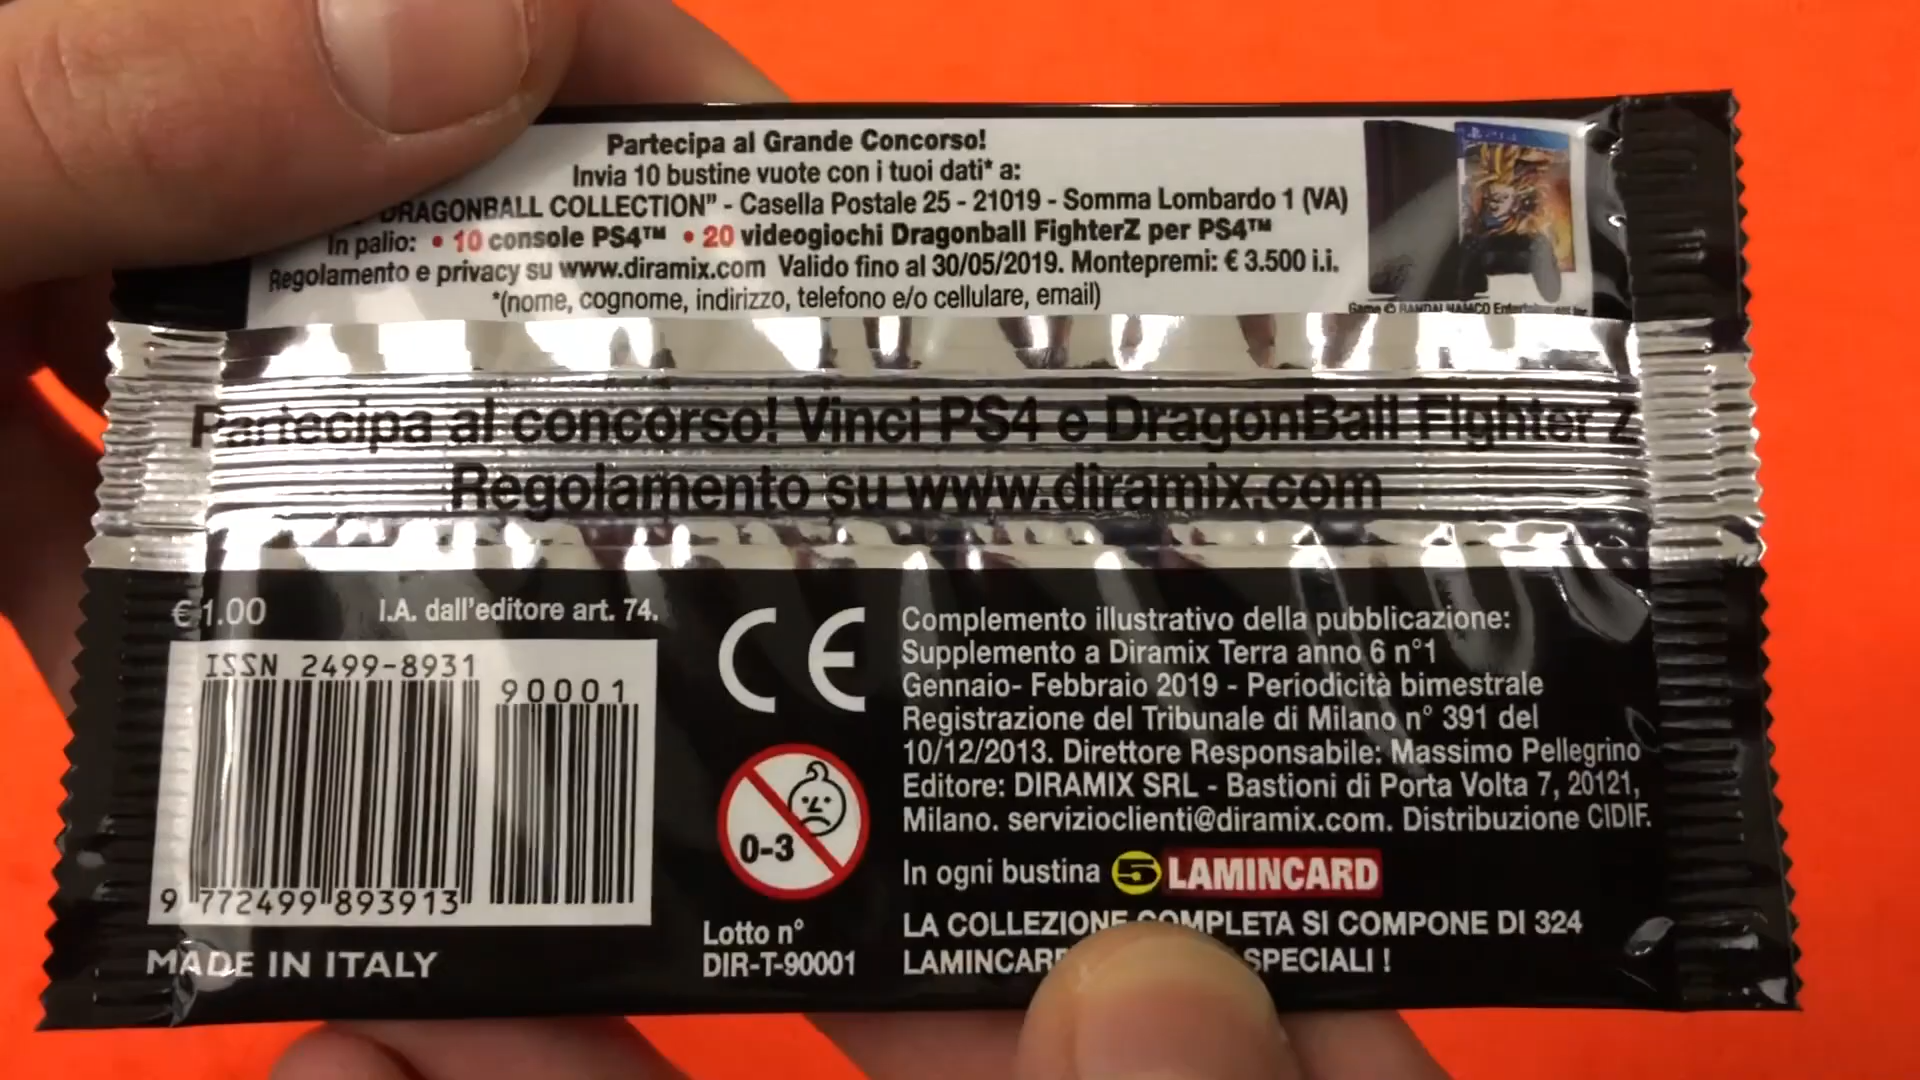 Partecipa al Grande Concorso!
Invia 10 bustine vuote con i tuoi dati* a:
DRAGONBALL COLLECTION" - Casella Postale 25 - 21019 - Somma Lombardo 1 (VA)
In palio: • 10 console PS4™ • 20 videogiochi Dragonball FighterZ per PS4™
Regolamento e privacy su www.diramix.com Valido fino al 30/05/2019. Montepremi: € 3.500 i.i.
*(nome, cognome, indirizzo, telefono e/o cellulare, email)
PS4
Game © BANDAI NAMCO Entertainment Inc.
Partecipa al concorso! Vinci PS4 e DragonBall Fighter Z
Regolamento su www.diramix.com
€ 1.00
I.A. dall'editore art. 74.
ISSN 2499-8931
90001
9 772499 893913
MADE IN ITALY
CE
0-3
Lotto n°
DIR-T-90001
Complemento illustrativo della pubblicazione:
Supplemento a Diramix Terra anno 6 n°1
Gennaio- Febbraio 2019 - Periodicità bimestrale
Registrazione del Tribunale di Milano n° 391 del
10/12/2013. Direttore Responsabile: Massimo Pellegrino
Editore: DIRAMIX SRL - Bastioni di Porta Volta 7, 20121,
Milano. servizioclienti@diramix.com. Distribuzione CIDIF.
In ogni bustina 5 LAMINCARD
LA COLLEZIONE COMPLETA SI COMPONE DI 324
LAMINCARD SPECIALI !